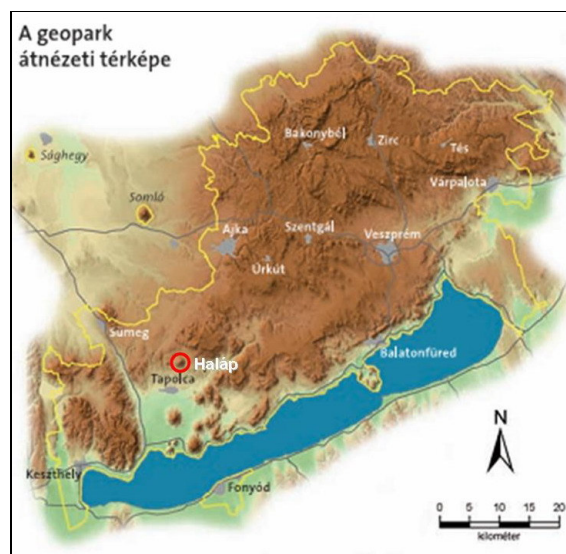 A geopark
átnézeti térképe
Bakonybél
Zirc
Tés
Sághegy
Várpalota
Somló
Ajka
Szentgál
Veszprém
Úrkút
Sümeg
Haláp
Balatonfüred
Tapolca
N
Keszthely
Fonyód
0 5 10 15 20
kilométer